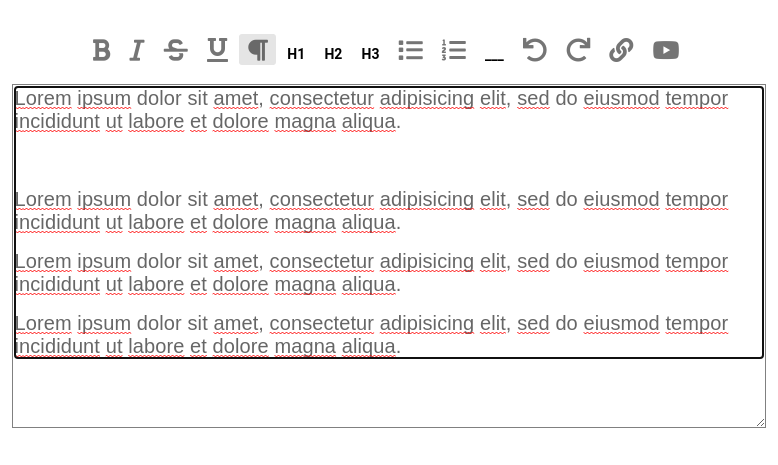 B I S U ¶ H1 H2 H3
Lorem ipsum dolor sit amet, consectetur adipisicing elit, sed do eiusmod tempor
incididunt ut labore et dolore magna aliqua.
Lorem ipsum dolor sit amet, consectetur adipisicing elit, sed do eiusmod tempor
incididunt ut labore et dolore magna aliqua.
Lorem ipsum dolor sit amet, consectetur adipisicing elit, sed do eiusmod tempor
incididunt ut labore et dolore magna aliqua.
Lorem ipsum dolor sit amet, consectetur adipisicing elit, sed do eiusmod tempor
incididunt ut labore et dolore magna aliqua.